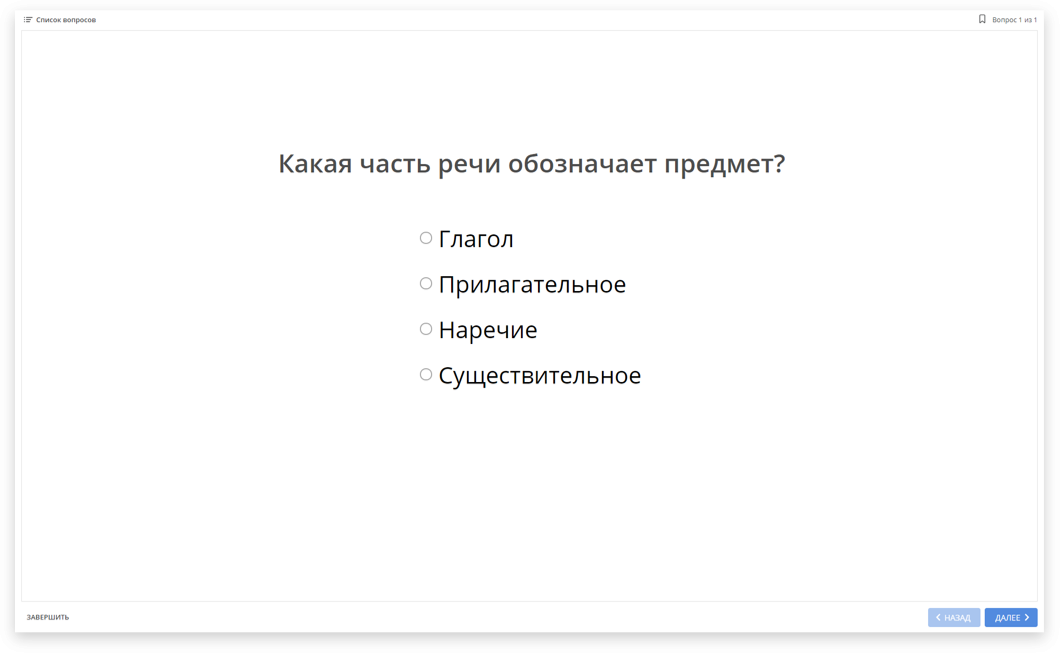 Список вопросов
Вопрос 1 из 1
Какая часть речи обозначает предмет?
Глагол
Прилагательное
Наречие
Существительное
ЗАВЕРШИТЬ
НАЗАД
ДАЛЕЕ